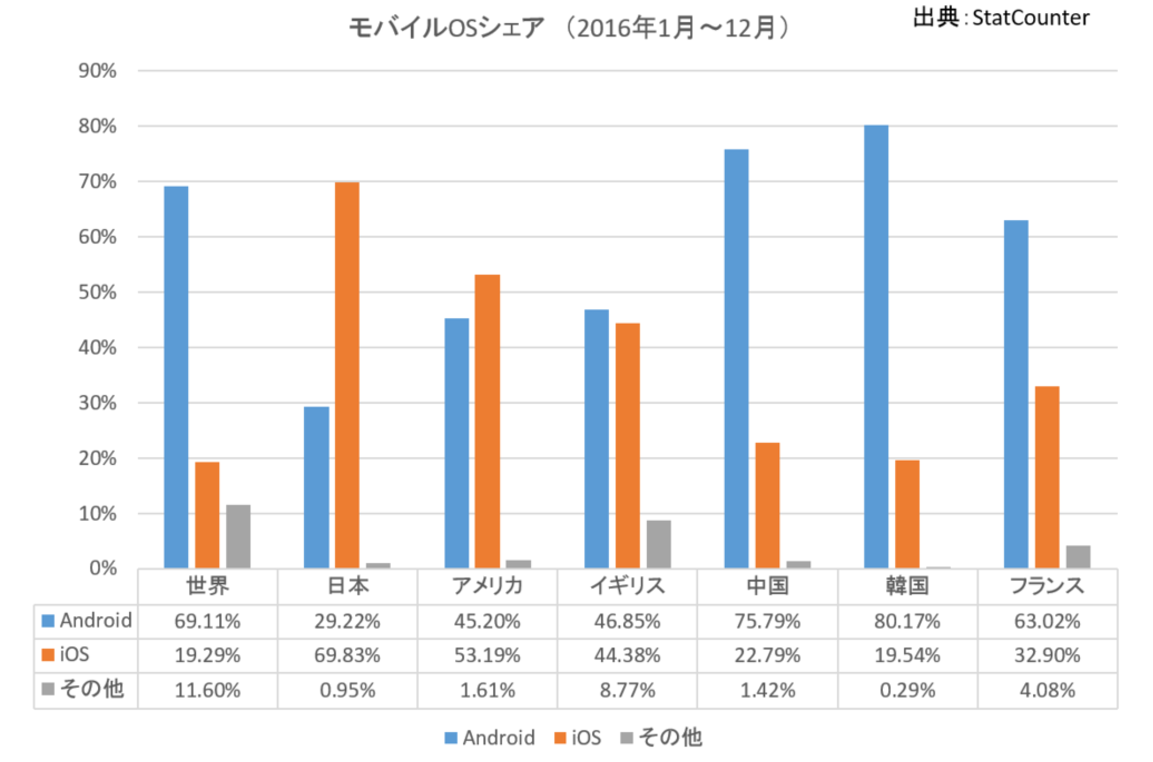 モバイルOSシェア （2016年1月～12月）
出典：StatCounter
90%
80%
70%
60%
50%
40%
30%
20%
10%
0%
世界 日本 アメリカ イギリス 中国 韓国 フランス
Android 69.11% 29.22% 45.20% 46.85% 75.79% 80.17% 63.02%
iOS 19.29% 69.83% 53.19% 44.38% 22.79% 19.54% 32.90%
その他 11.60% 0.95% 1.61% 8.77% 1.42% 0.29% 4.08%
Android iOS その他